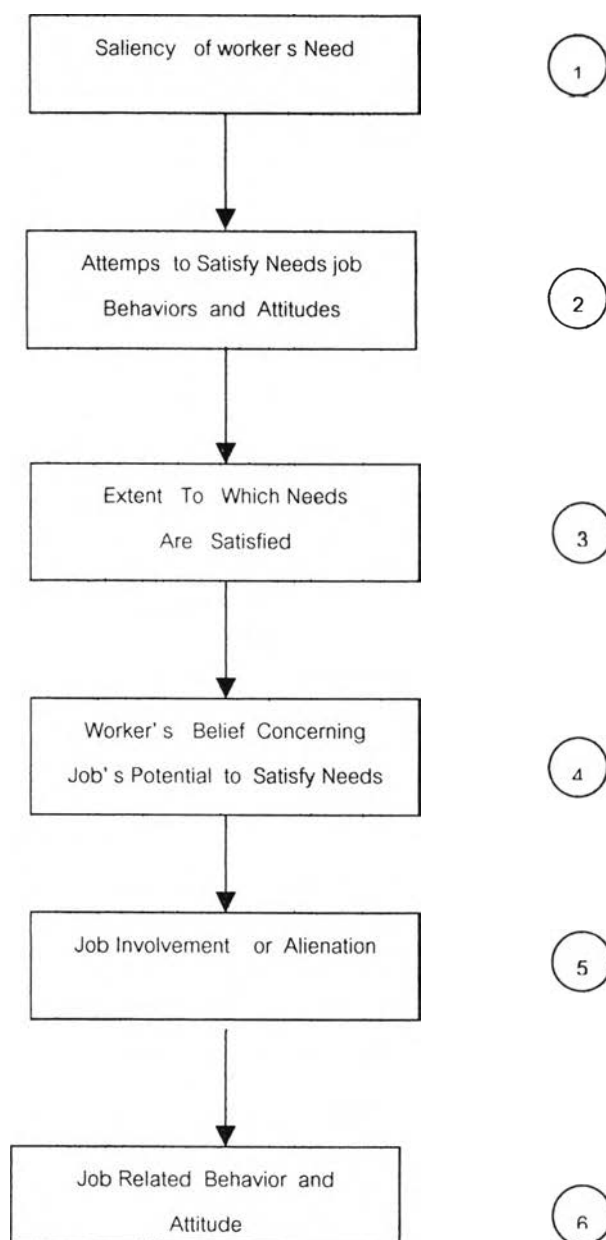 Saliency of worker s Need
1
Attemps to Satisfy Needs job
Behaviors and Attitudes
2
Extent To Which Needs
Are Satisfied
3
Worker's Belief Concerning
Job's Potential to Satisfy Needs
4
Job Involvement or Alienation
5
Job Related Behavior and
Attitude
6